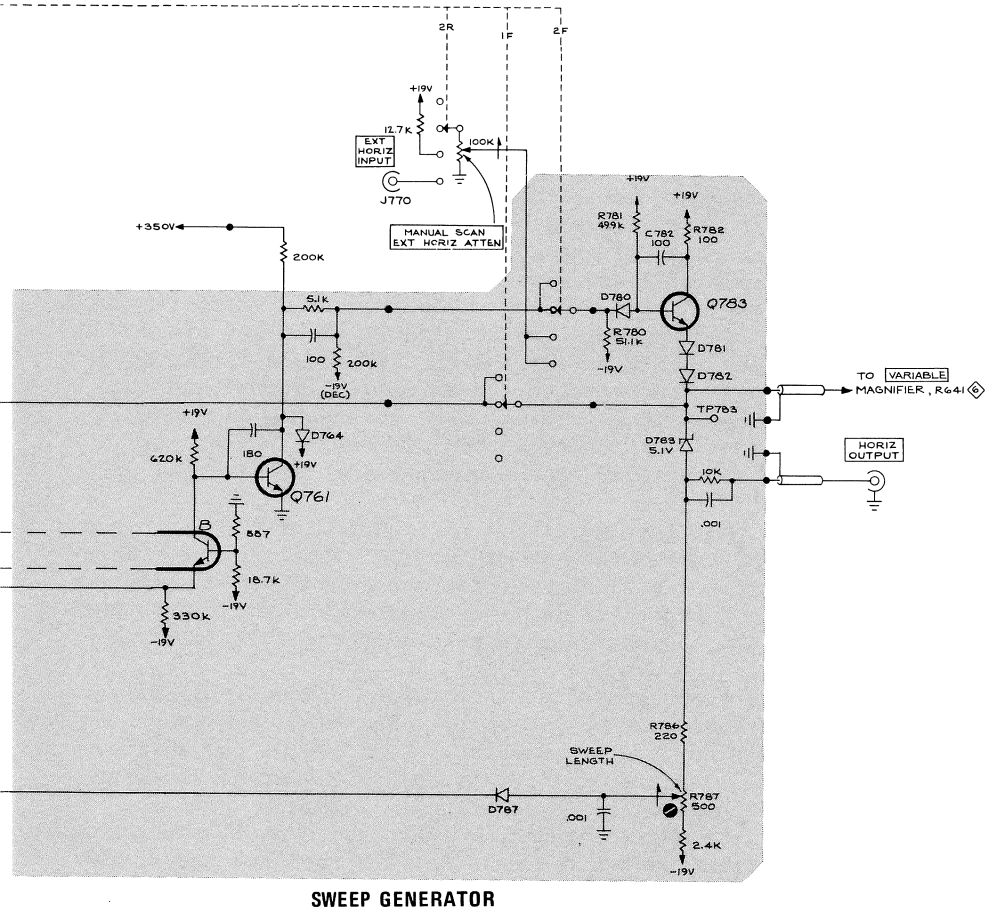 2R
1F
2F
+19V
12.7K
EXT
HORIZ
INPUT
100K
J770
MANUAL SCAN
EXT HORIZ ATTEN
+350V
200K
5.1K
100
200K
-19V
(DEC)
+19V
R781
499K
C782
100
+19V
R782
100
D780
Q783
R780
51.1K
-19V
D781
D782
TO VARIABLE
MAGNIFIER, R641 6
TP783
D783
5.1V
HORIZ
OUTPUT
10K
.001
+19V
620K
180
D764
+19V
Q761
B
887
18.7K
-19V
330K
-19V
R786
220
SWEEP
LENGTH
D787
.001
R787
500
2.4K
-19V
SWEEP GENERATOR